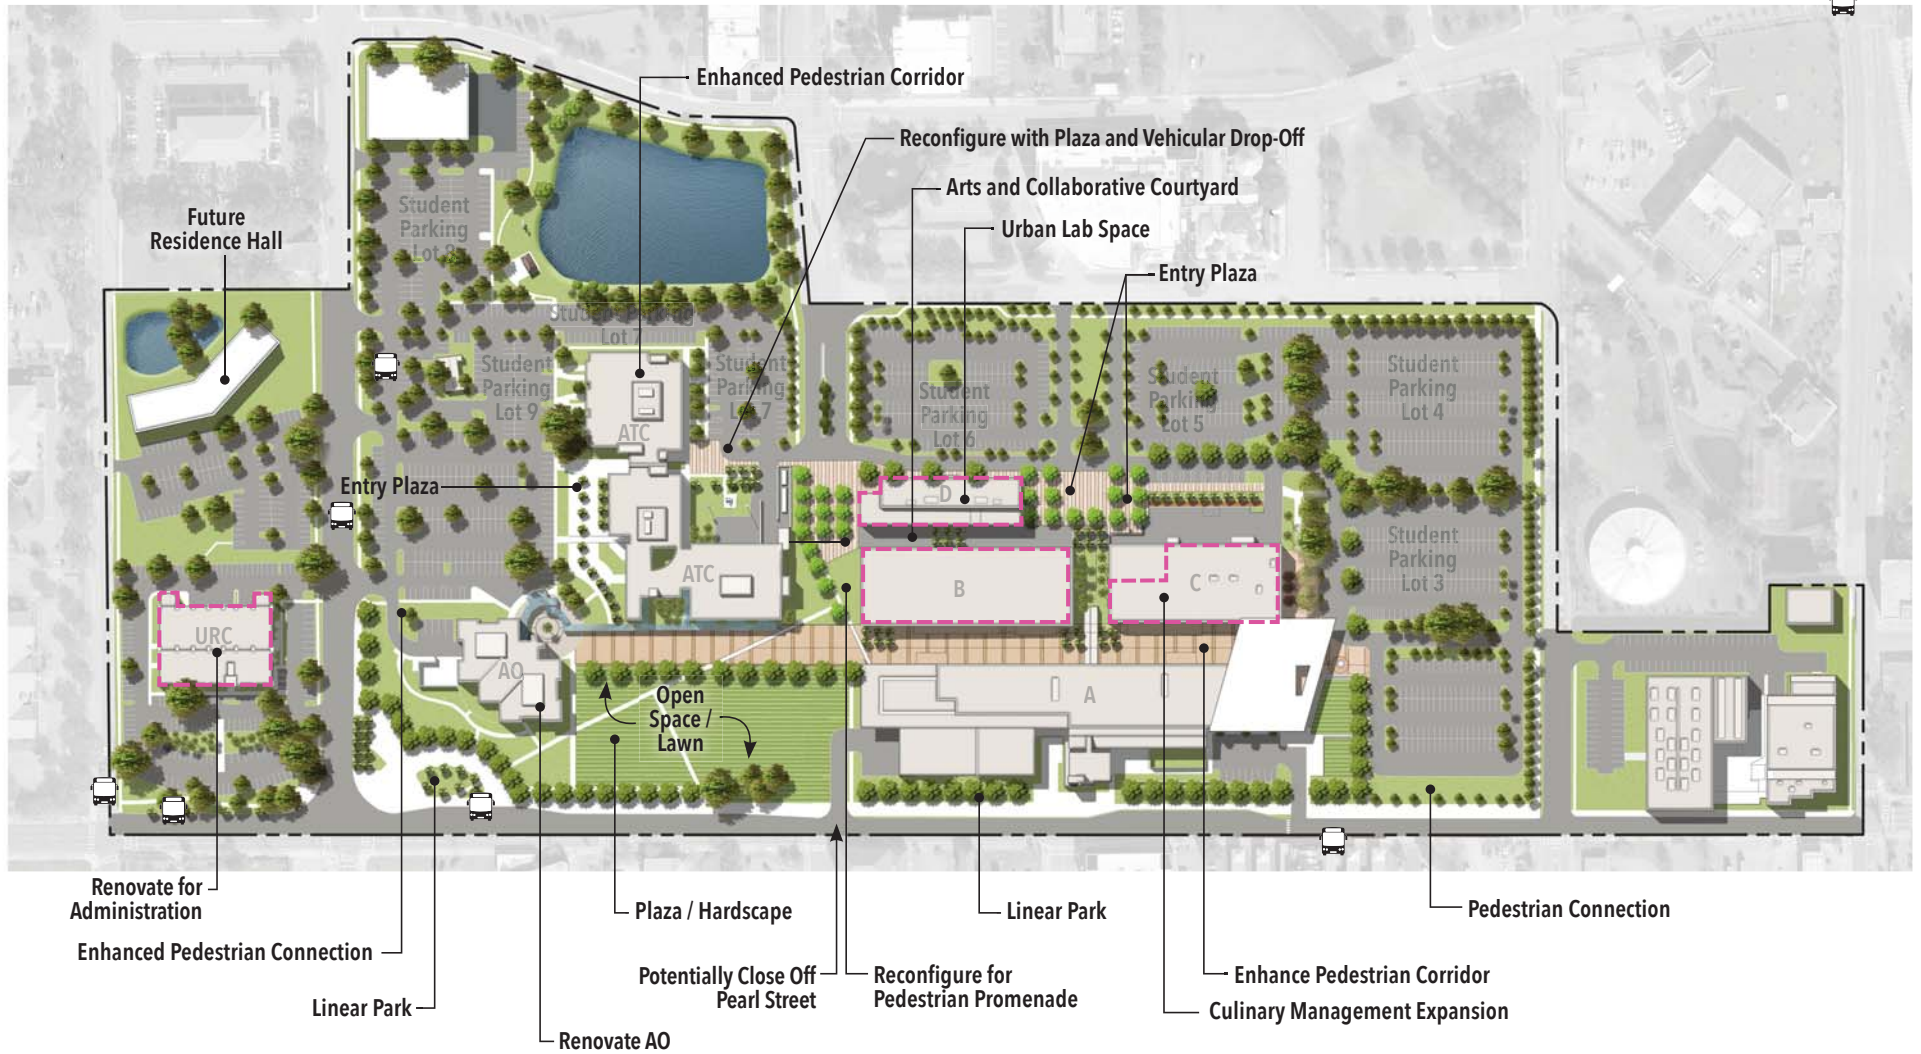 Enhanced Pedestrian Corridor
Reconfigure with Plaza and Vehicular Drop-Off
Arts and Collaborative Courtyard
Urban Lab Space
Entry Plaza
Future
Residence Hall
Student
Parking
Lot 8
Student Parking
Lot 7
Student
Parking
Lot 9
Student
Parking
Lot 7
Student
Parking
Lot 6
Student
Parking
Lot 5
Student
Parking
Lot 4
ATC
Entry Plaza
D
Student
Parking
Lot 3
ATC
B
C
URC
AO
A
Open
Space /
Lawn
Renovate for
Administration
Enhanced Pedestrian Connection
Linear Park
Renovate AO
Plaza / Hardscape
Potentially Close Off
Pearl Street
Reconfigure for
Pedestrian Promenade
Linear Park
Enhance Pedestrian Corridor
Culinary Management Expansion
Pedestrian Connection